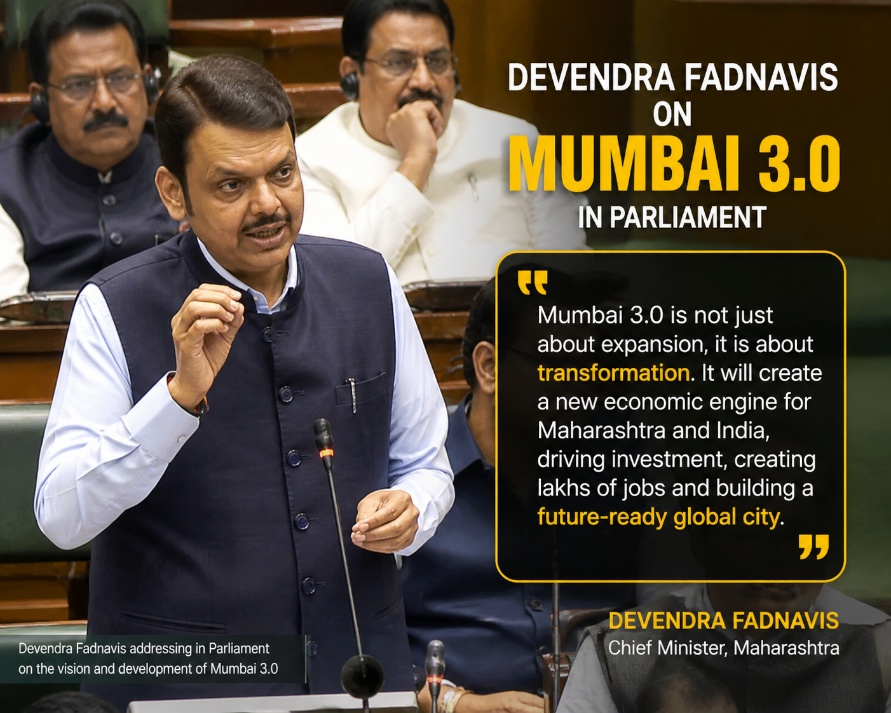 DEVENDRA FADNAVIS
ON
MUMBAI 3.0
IN PARLIAMENT
"
Mumbai 3.0 is not just
about expansion, it is about
transformation. It will create
a new economic engine for
Maharashtra and India,
driving investment, creating
lakhs of jobs and building a
future-ready global city.
"
DEVENDRA FADNAVIS
Chief Minister, Maharashtra
Devendra Fadnavis addressing in Parliament
on the vision and development of Mumbai 3.0